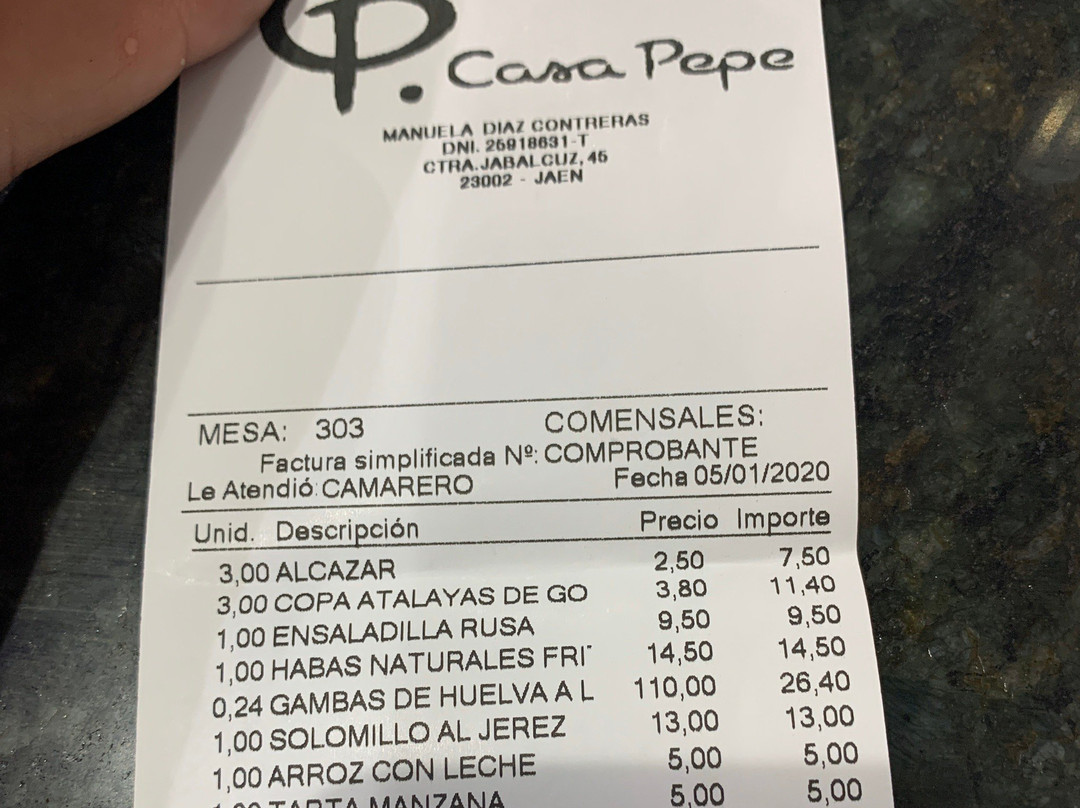 P. Casa Pepe
MANUELA DIAZ CONTRERAS
DNI. 25918631-T
CTRA.JABALCUZ, 45
23002 - JAEN
MESA: 303 COMENSALES:
Factura simplificada Nº: COMPROBANTE
Le Atendió: CAMARERO Fecha 05/01/2020
Unid. Descripción Precio Importe
3,00 ALCAZAR 2,50 7,50
3,00 COPA ATALAYAS DE GO 3,80 11,40
1,00 ENSALADILLA RUSA 9,50 9,50
1,00 HABAS NATURALES FRI 14,50 14,50
0,24 GAMBAS DE HUELVA A L 110,00 26,40
1,00 SOLOMILLO AL JEREZ 13,00 13,00
1,00 ARROZ CON LECHE 5,00 5,00
1,00 TARTA MANZANA 5,00 5,00